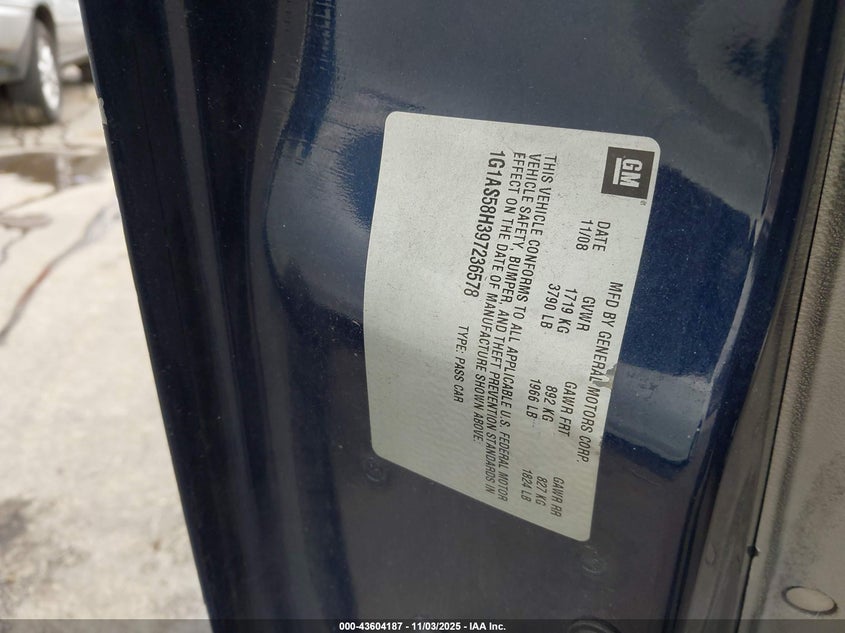 GM
MFD BY GENERAL MOTORS CORP.
DATE GVWR GAWR FRT GAWR RR
11/08 1719 KG 892 KG 827 KG
3790 LB 1966 LB 1824 LB
THIS VEHICLE CONFORMS TO ALL APPLICABLE U.S. FEDERAL MOTOR
VEHICLE SAFETY, BUMPER, AND THEFT PREVENTION STANDARDS IN
EFFECT ON THE DATE OF MANUFACTURE SHOWN ABOVE.
1G1AS58H397236578 TYPE: PASS CAR
000-43604187 - 11/03/2025 - IAA Inc.